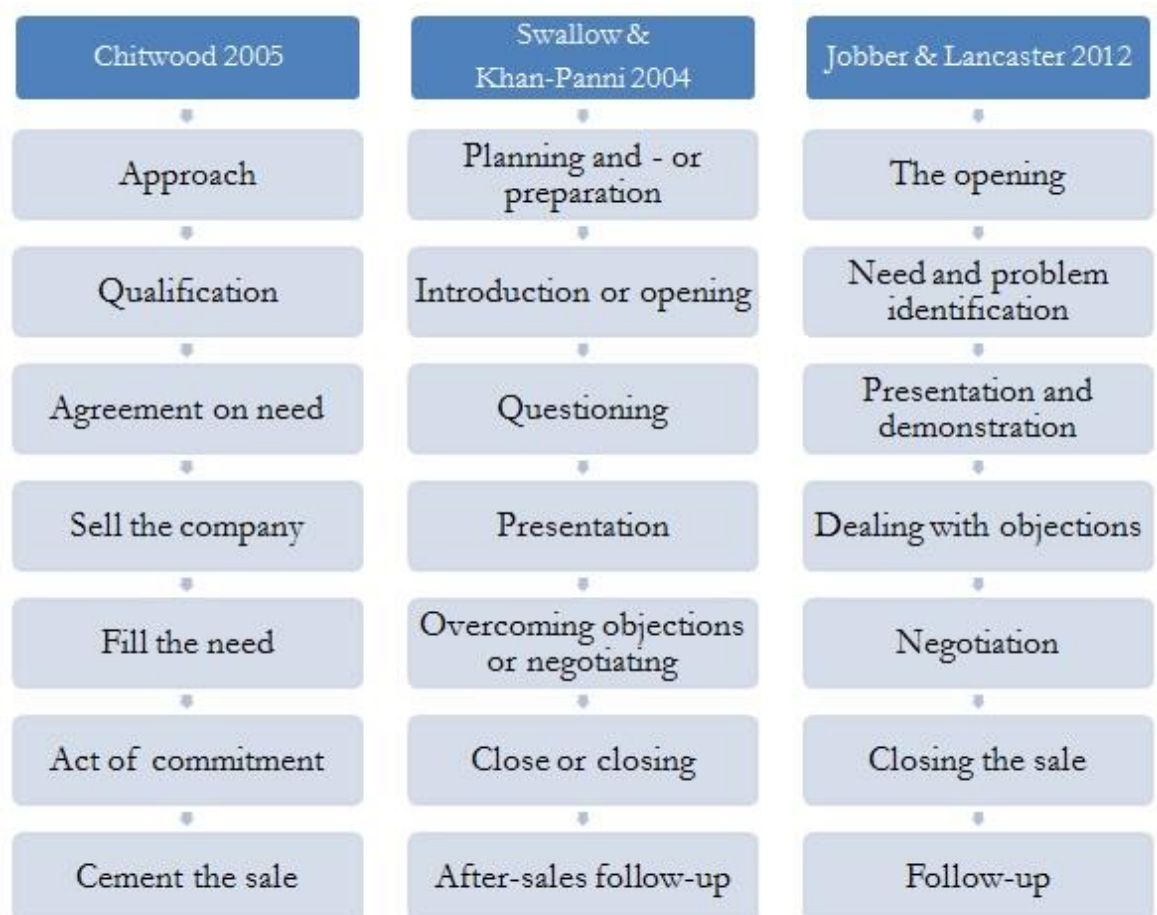 Chitwood 2005
Approach
Qualification
Agreement on need
Sell the company
Fill the need
Act of commitment
Cement the sale
Swallow &
Khan-Panni 2004
Planning and - or
preparation
Introduction or opening
Questioning
Presentation
Overcoming objections
or negotiating
Close or closing
After-sales follow-up
Jobber & Lancaster 2012
The opening
Need and problem
identification
Presentation and
demonstration
Dealing with objections
Negotiation
Closing the sale
Follow-up